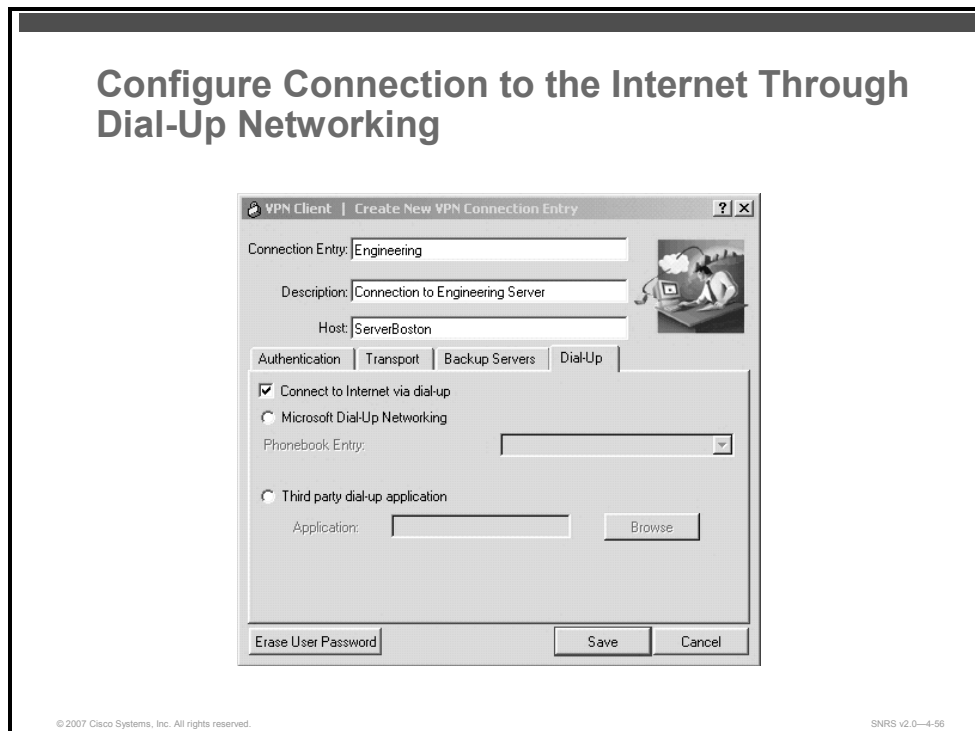 Configure Connection to the Internet Through
Dial-Up Networking
VPN Client | Create New VPN Connection Entry
Connection Entry: Engineering
Description: Connection to Engineering Server
Host: ServerBoston
Authentication Transport Backup Servers Dial-Up
Connect to Internet via dial-up
Microsoft Dial-Up Networking
Phonebook Entry:
Third party dial-up application
Application: Browse
Erase User Password Save Cancel
© 2007 Cisco Systems, Inc. All rights reserved. SNRS v2.0—4-56